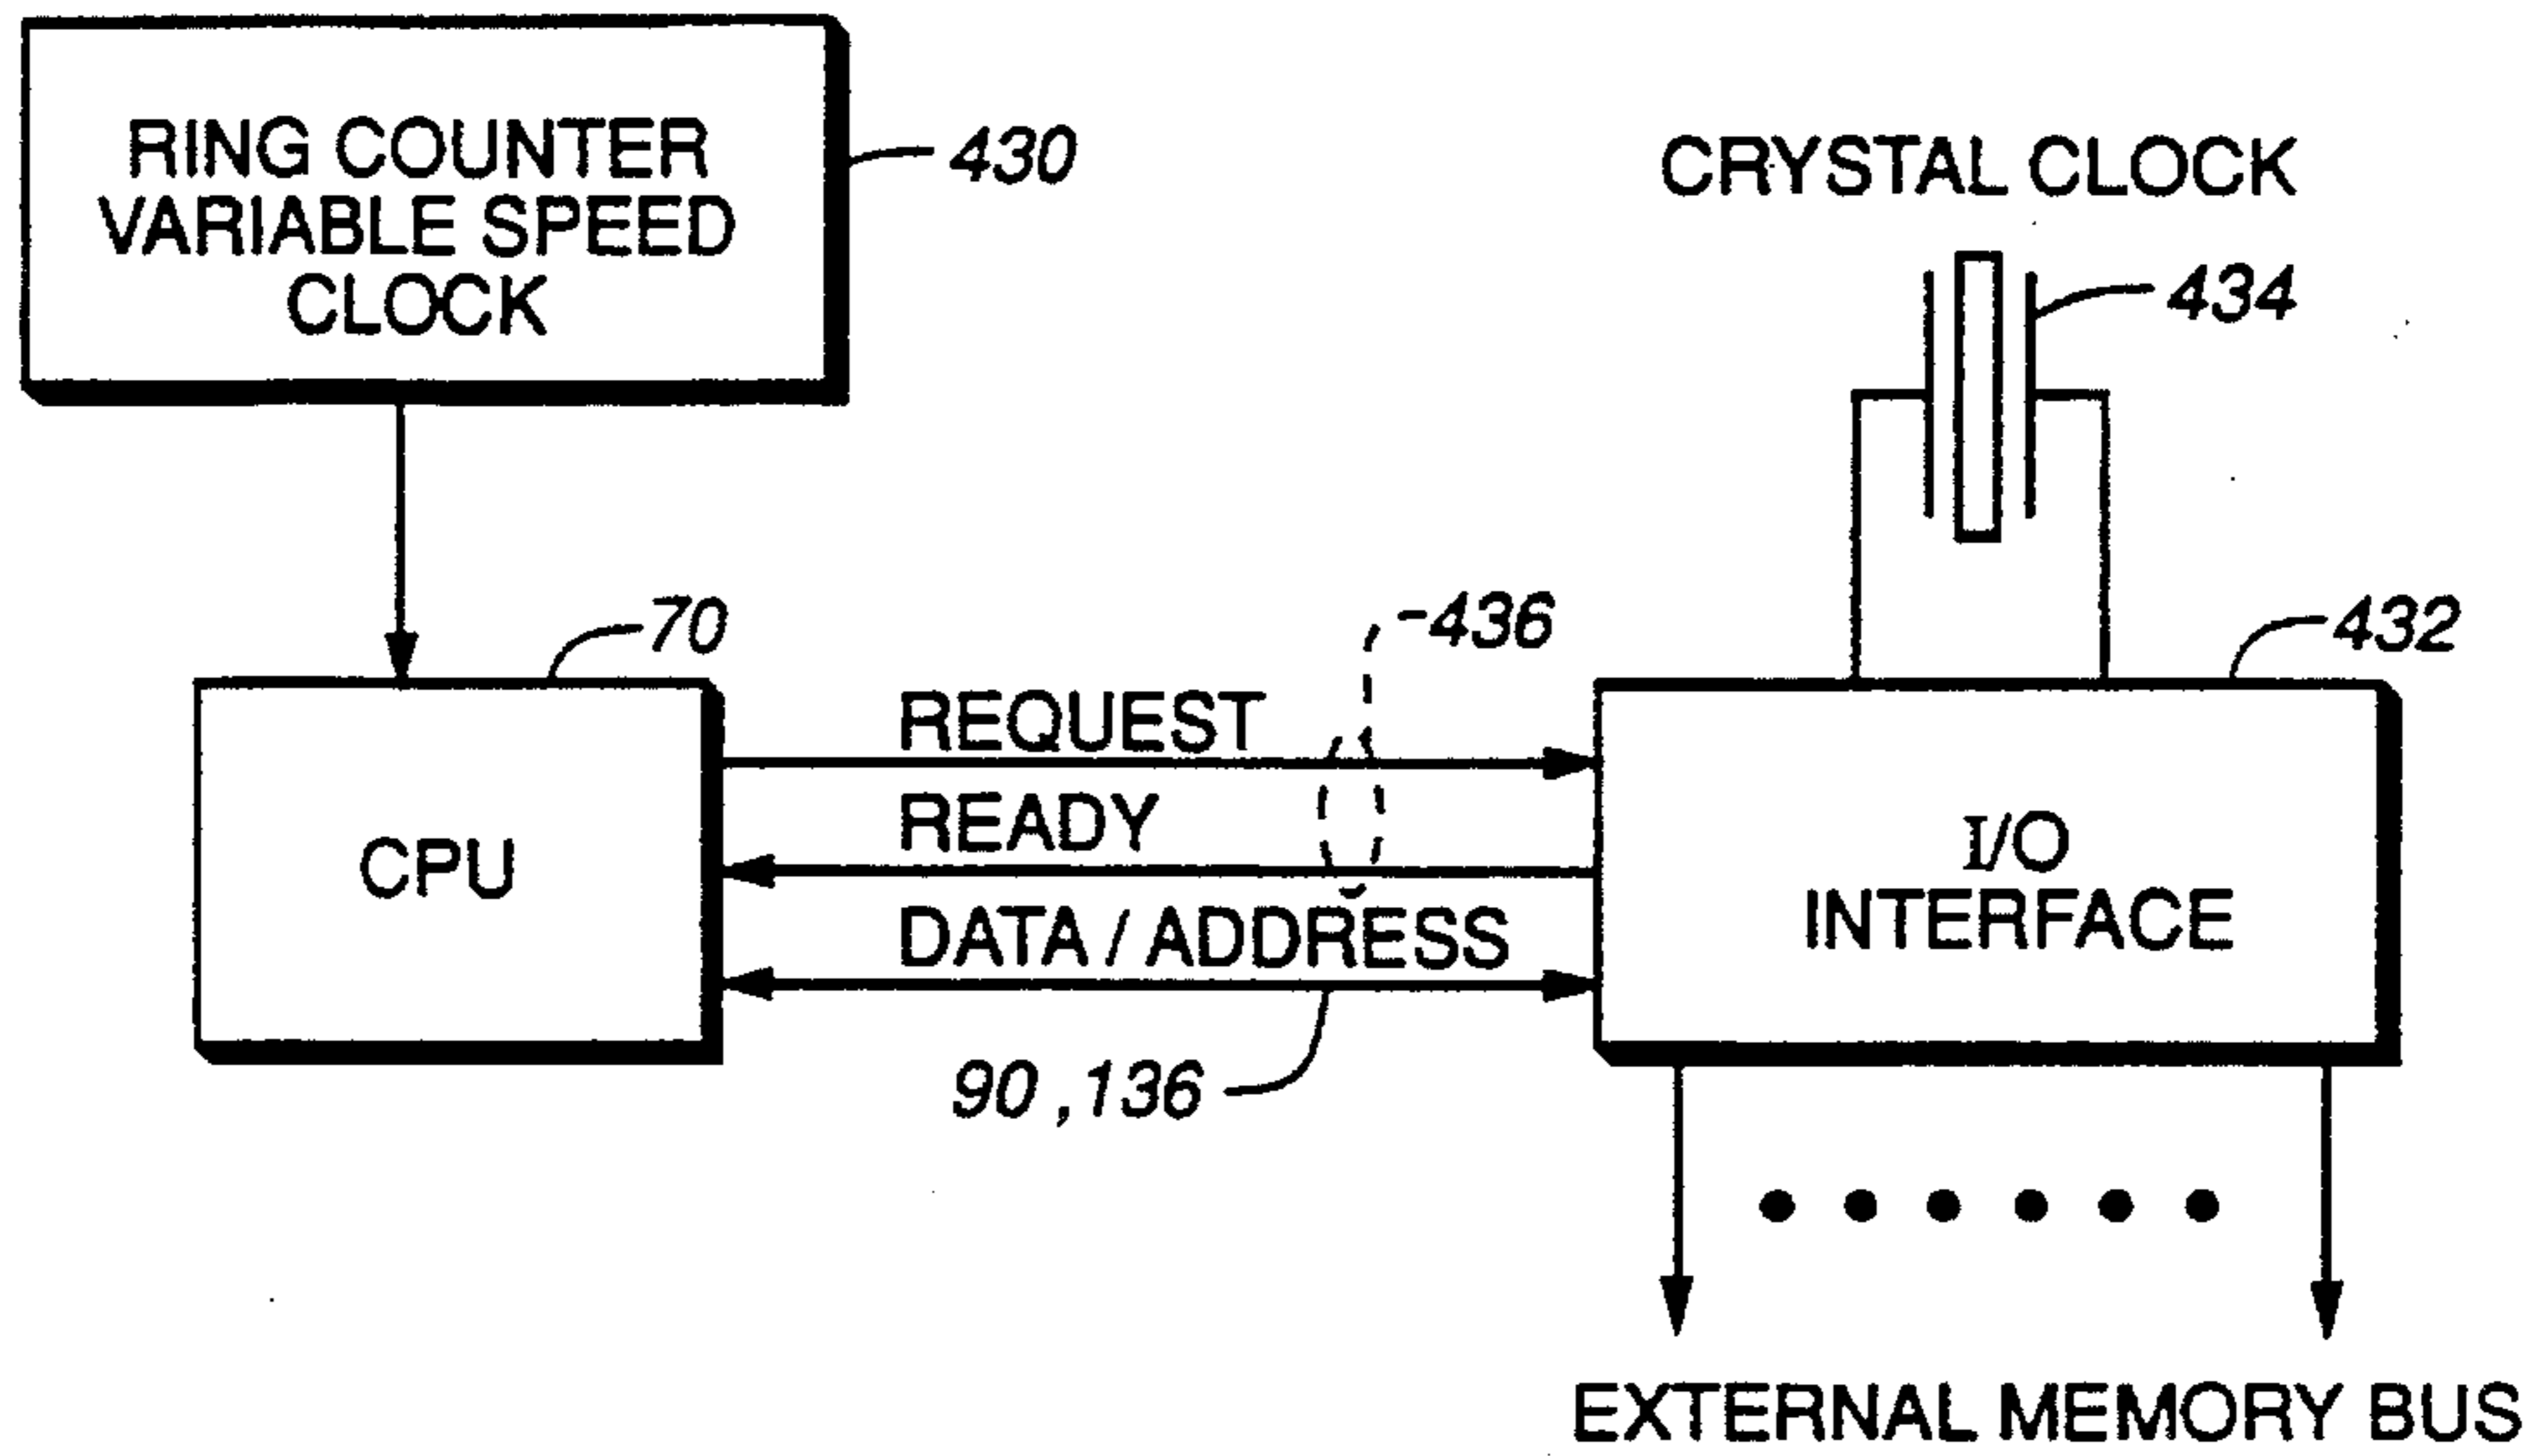 RING COUNTER
VARIABLE SPEED
CLOCK
430
CRYSTAL CLOCK
434
70
436
432
REQUEST
READY
DATA / ADDRESS
CPU
I/O
INTERFACE
90 , 136
EXTERNAL MEMORY BUS